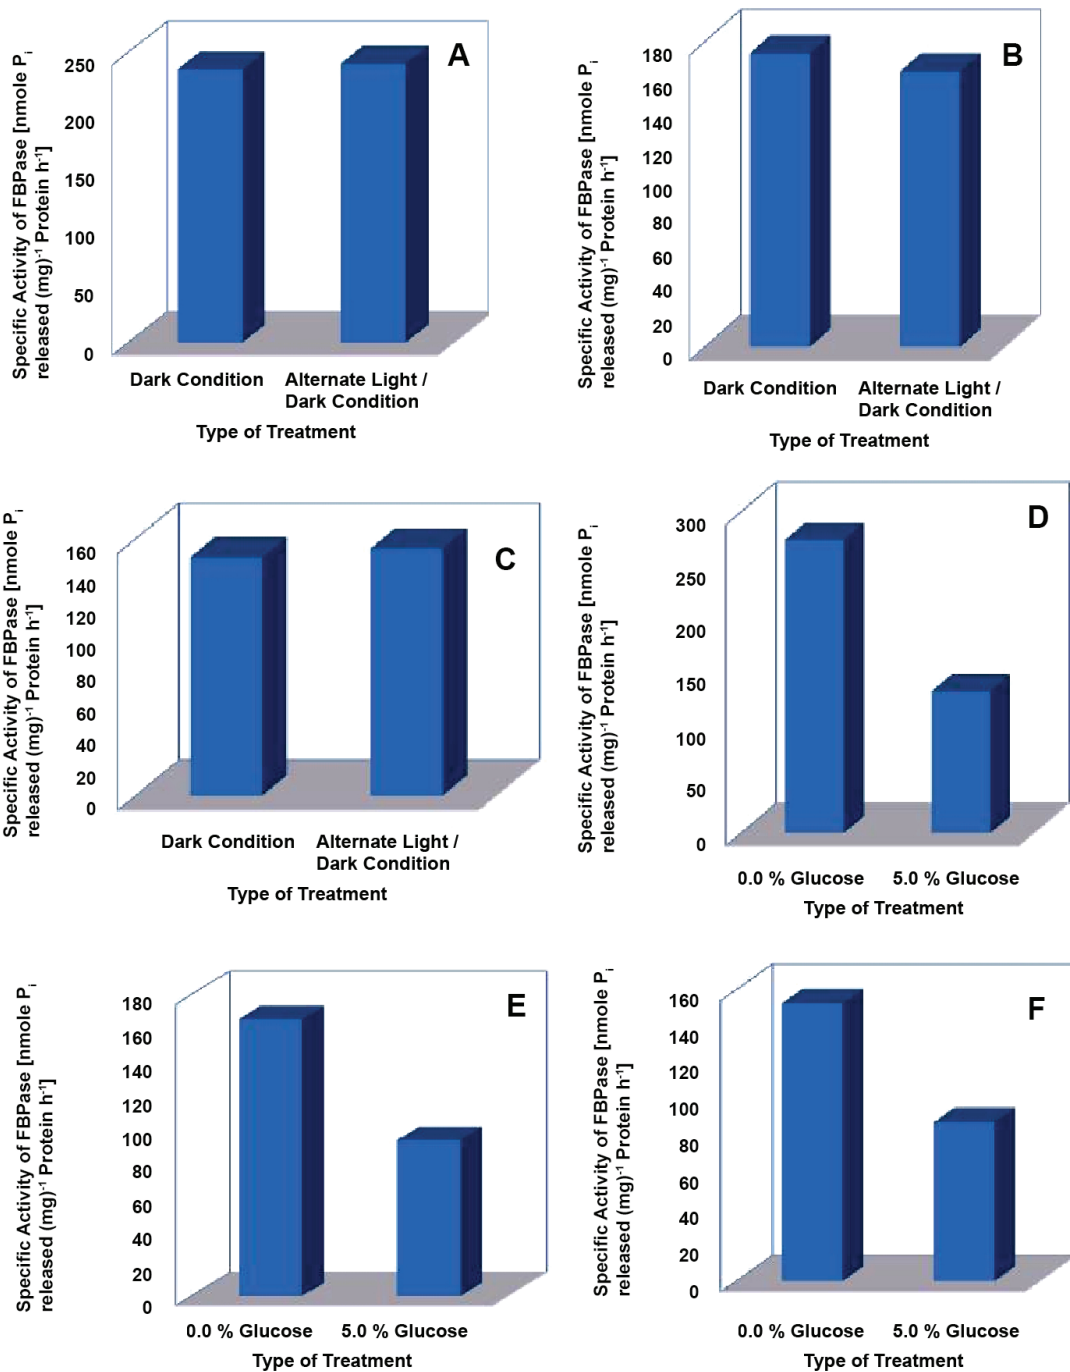 A
Specific Activity of FBPase [nmole Pi
released (mg)-1 Protein h-1]
250
200
150
100
50
0
Dark Condition
Alternate Light /
Dark Condition
Type of Treatment
B
Specific Activity of FBPase [nmole Pi
released (mg)-1 Protein h-1]
180
160
140
120
100
80
60
40
20
0
Dark Condition
Alternate Light /
Dark Condition
Type of Treatment
C
Specific Activity of FBPase [nmole Pi
released (mg)-1 Protein h-1]
160
140
120
100
80
60
40
20
0
Dark Condition
Alternate Light /
Dark Condition
Type of Treatment
D
Specific Activity of FBPase [nmole Pi
released (mg)-1 Protein h-1]
300
250
200
150
100
50
0
0.0 % Glucose
5.0 % Glucose
Type of Treatment
E
Specific Activity of FBPase [nmole Pi
released (mg)-1 Protein h-1]
180
160
140
120
100
80
60
40
20
0
0.0 % Glucose
5.0 % Glucose
Type of Treatment
F
Specific Activity of FBPase [nmole Pi
released (mg)-1 Protein h-1]
160
140
120
100
80
60
40
20
0
0.0 % Glucose
5.0 % Glucose
Type of Treatment